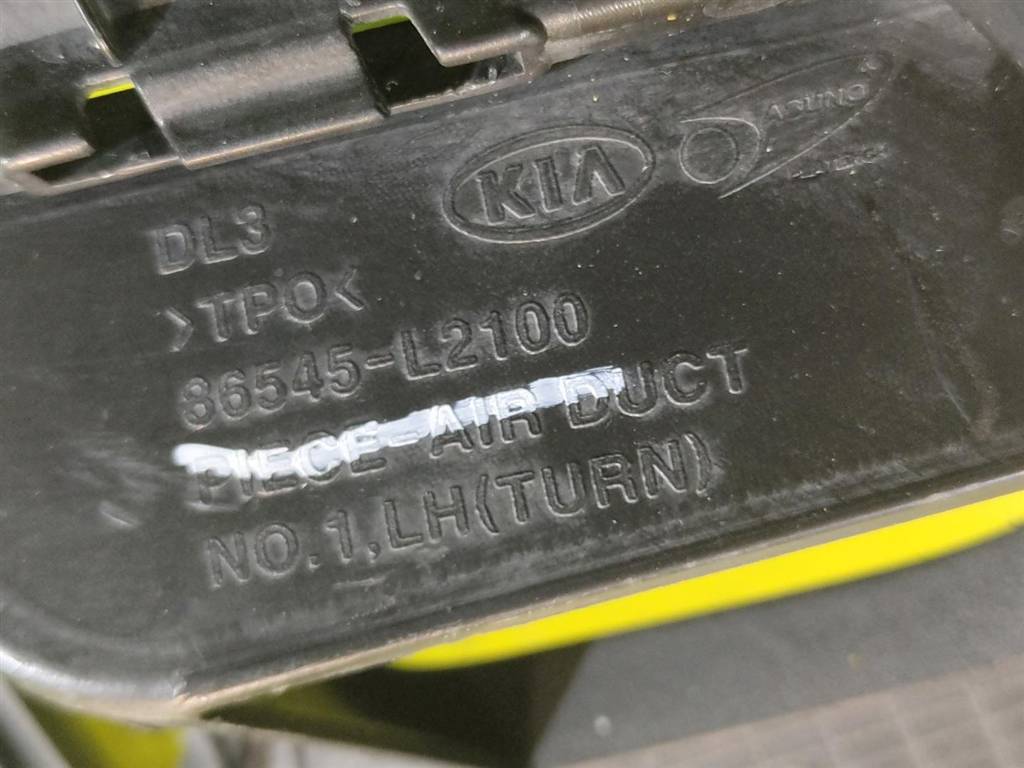 KIA
DL3
>TPO<
86545-L2100
PIECE-AIR DUCT
NO.1,LH(TURN)